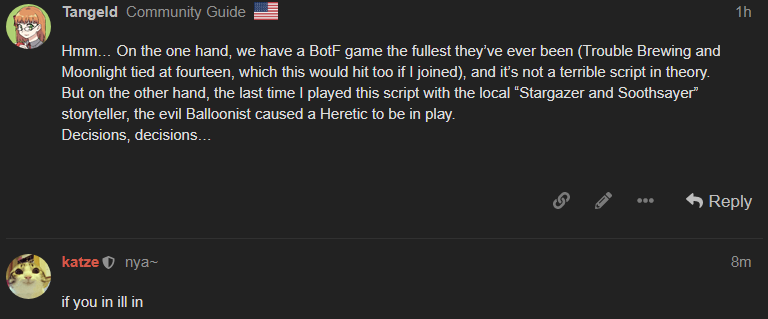 Tangeld Community Guide 1h
Hmm... On the one hand, we have a BotF game the fullest they’ve ever been (Trouble Brewing and
Moonlight tied at fourteen, which this would hit too if I joined), and it’s not a terrible script in theory.
But on the other hand, the last time I played this script with the local “Stargazer and Soothsayer”
storyteller, the evil Balloonist caused a Heretic to be in play.
Decisions, decisions...
Reply
katze nya~ 8m
if you in ill in